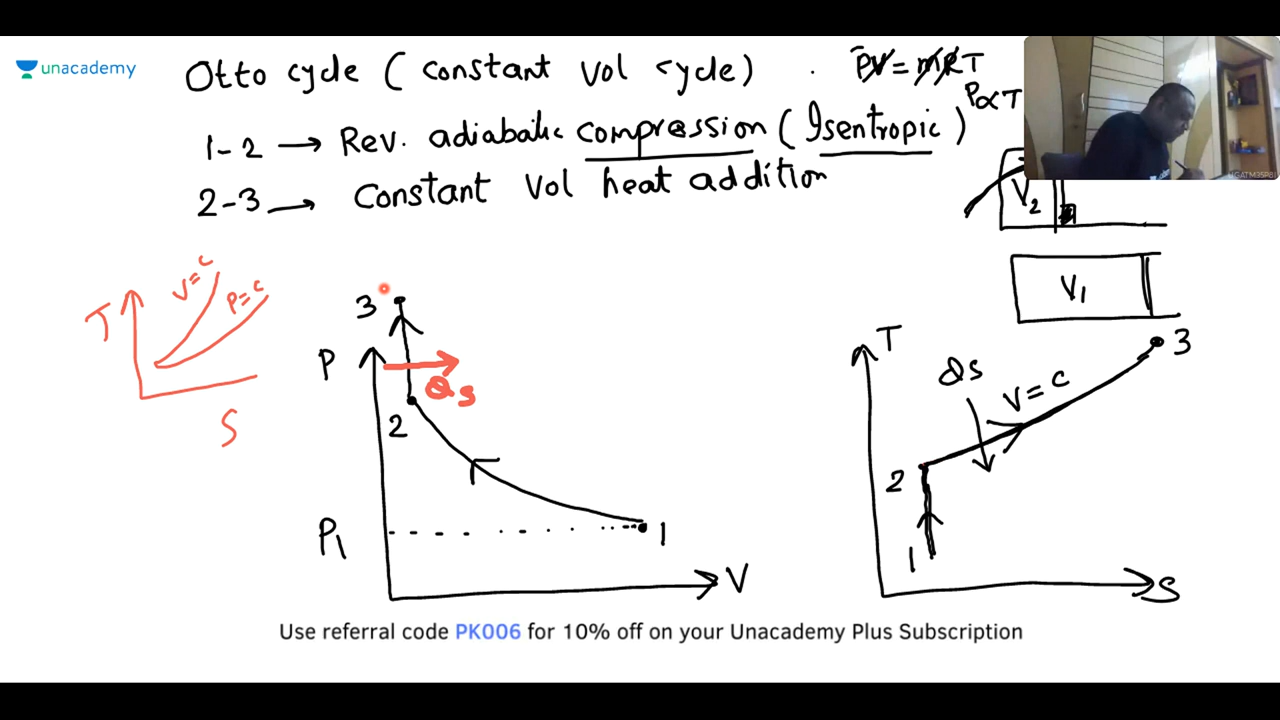 unacademy
Otto cycle ( constant vol cycle)
PV = mRT
P∝T
1-2 → Rev. adiabatic compression ( Isentropic )
2-3 → Constant Vol heat addition
V₂
V₁
T
V=c
P=c
S
3
P
Qs
2
P₁
1
V
T
3
Qs
V=c
2
1
S
Use referral code PK006 for 10% off on your Unacademy Plus Subscription